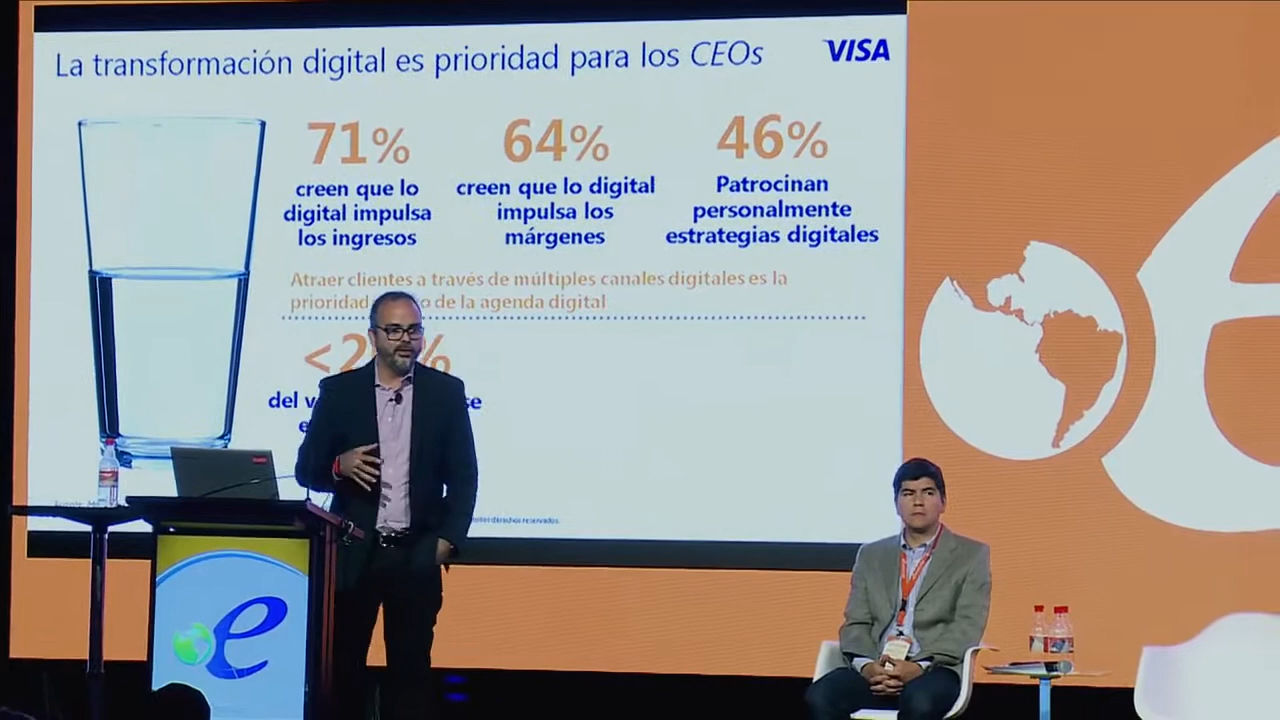 La transformación digital es prioridad para los CEOs
VISA
71%
creen que lo
digital impulsa
los ingresos
64%
creen que lo digital
impulsa los
márgenes
46%
Patrocinan
personalmente
estrategias digitales
Atraer clientes a través de múltiples canales digitales es la
prioridad de la agenda digital
%
del
derechos reservados.
e
e